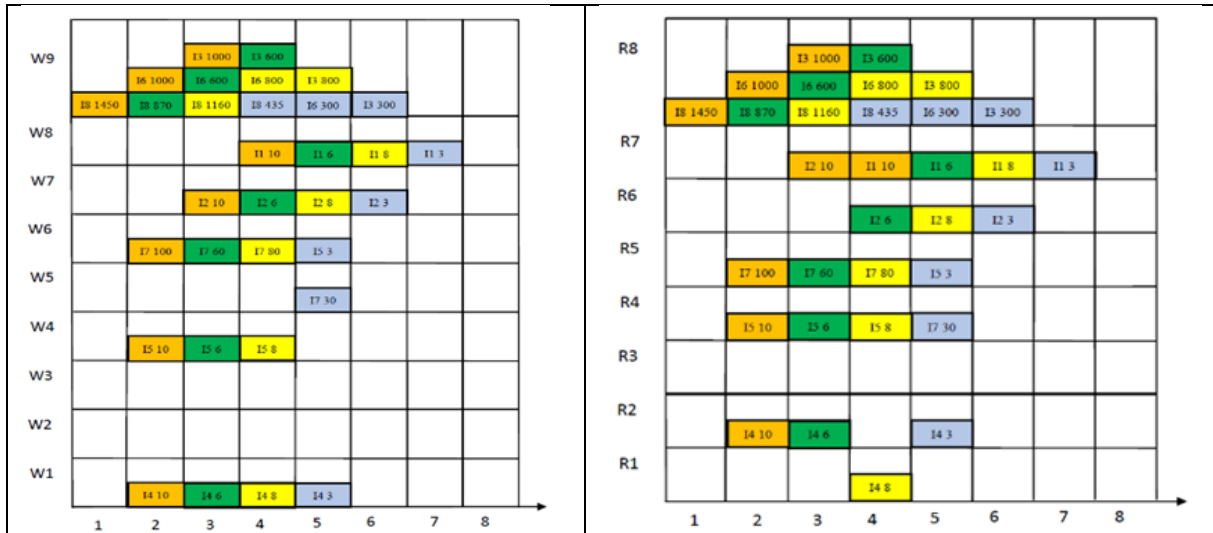 W9 I3 1000 I3 600
I6 1000 I6 600 I6 800 I3 800
I8 1450 I8 870 I8 1160 I8 435 I6 300 I3 300
W8
I1 10 I1 6 I1 8 I1 3
W7
I2 10 I2 6 I2 8 I2 3
W6
I7 100 I7 60 I7 80 I5 3
W5
I7 30
W4
I5 10 I5 6 I5 8
W3
W2
W1
I4 10 I4 6 I4 8 I4 3
1 2 3 4 5 6 7 8
R8 I3 1000 I3 600
I6 1000 I6 600 I6 800 I3 800
I8 1450 I8 870 I8 1160 I8 435 I6 300 I3 300
R7
I2 10 I1 10 I1 6 I1 8 I1 3
R6
I2 6 I2 8 I2 3
R5
I7 100 I7 60 I7 80 I5 3
R4
I5 10 I5 6 I5 8 I7 30
R3
R2
I4 10 I4 6 I4 3
R1
I4 8
1 2 3 4 5 6 7 8